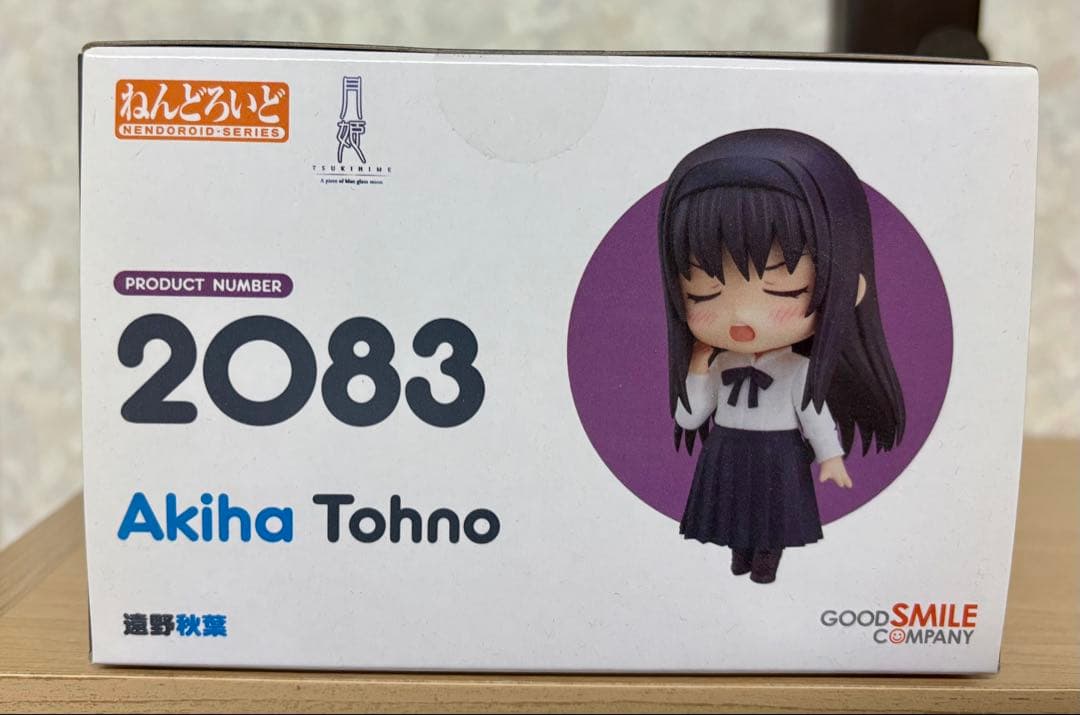 ねんどろいど
NENDOROID·SERIES
月姫
TSUKIHIME
A piece of blue glass moon
PRODUCT NUMBER
2083
Akiha Tohno
遠野秋葉
GOOD SMILE
COMPANY